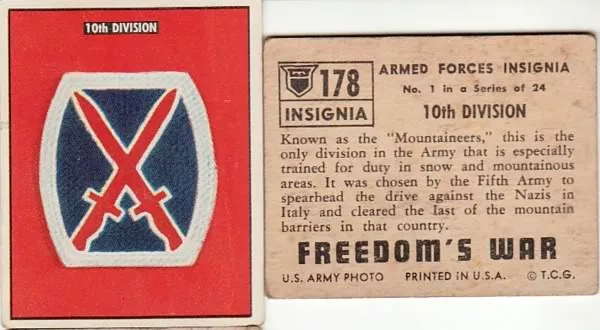 10th DIVISION
178
INSIGNIA
ARMED FORCES INSIGNIA
No. 1 in a Series of 24
10th DIVISION
Known as the "Mountaineers," this is the
only division in the Army that is especially
trained for duty in snow and mountainous
areas. It was chosen by the Fifth Army to
spearhead the drive against the Nazis in
Italy and cleared the last of the mountain
barriers in that country.
FREEDOM'S WAR
U.S. ARMY PHOTO PRINTED IN U.S.A. © T.C.G.